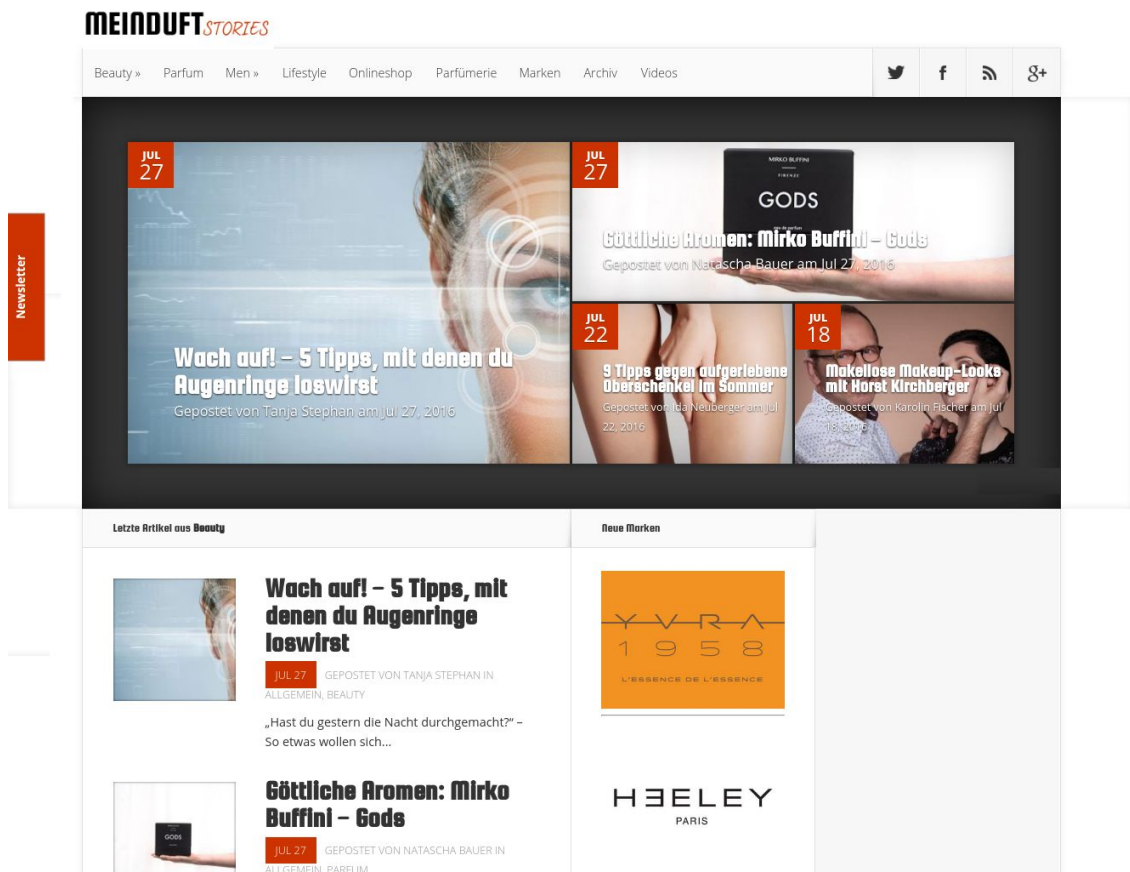 MEINDUFT STORIES
Beauty » Parfum Men » Lifestyle Onlineshop Parfümerie Marken Archiv Videos
f
g+
Newsletter
JUL
27
Wach auf! – 5 Tipps, mit denen du
Augenringe loswirst
Gepostet von Tanja Stephan am Jul 27, 2016
JUL
27
MIRKO BUFFINI
FIRENZE
GODS
Göttliche Aromen: Mirko Buffini – Gods
Gepostet von Natascha Bauer am Jul 27, 2016
JUL
22
9 Tipps gegen aufgeriebene
Oberschenkel im Sommer
Gepostet von Ida Neuberger am Jul
22, 2016
JUL
18
Makellose Makeup-Looks
mit Horst Kirchberger
Gepostet von Karolin Fischer am Jul
18, 2016
Letzte Artikel aus Beauty
Wach auf! – 5 Tipps, mit
denen du Augenringe
loswirst
JUL 27 GEPOSTET VON TANJA STEPHAN IN
ALLGEMEIN, BEAUTY
„Hast du gestern die Nacht durchgemacht?“ –
So etwas wollen sich...
GODS
Göttliche Aromen: Mirko
Buffini – Gods
JUL 27 GEPOSTET VON NATASCHA BAUER IN
ALLGEMEIN, PARFUM
Neue Marken
YVRA
1958
L'ESSENCE DE L'ESSENCE
HEELEY
PARIS